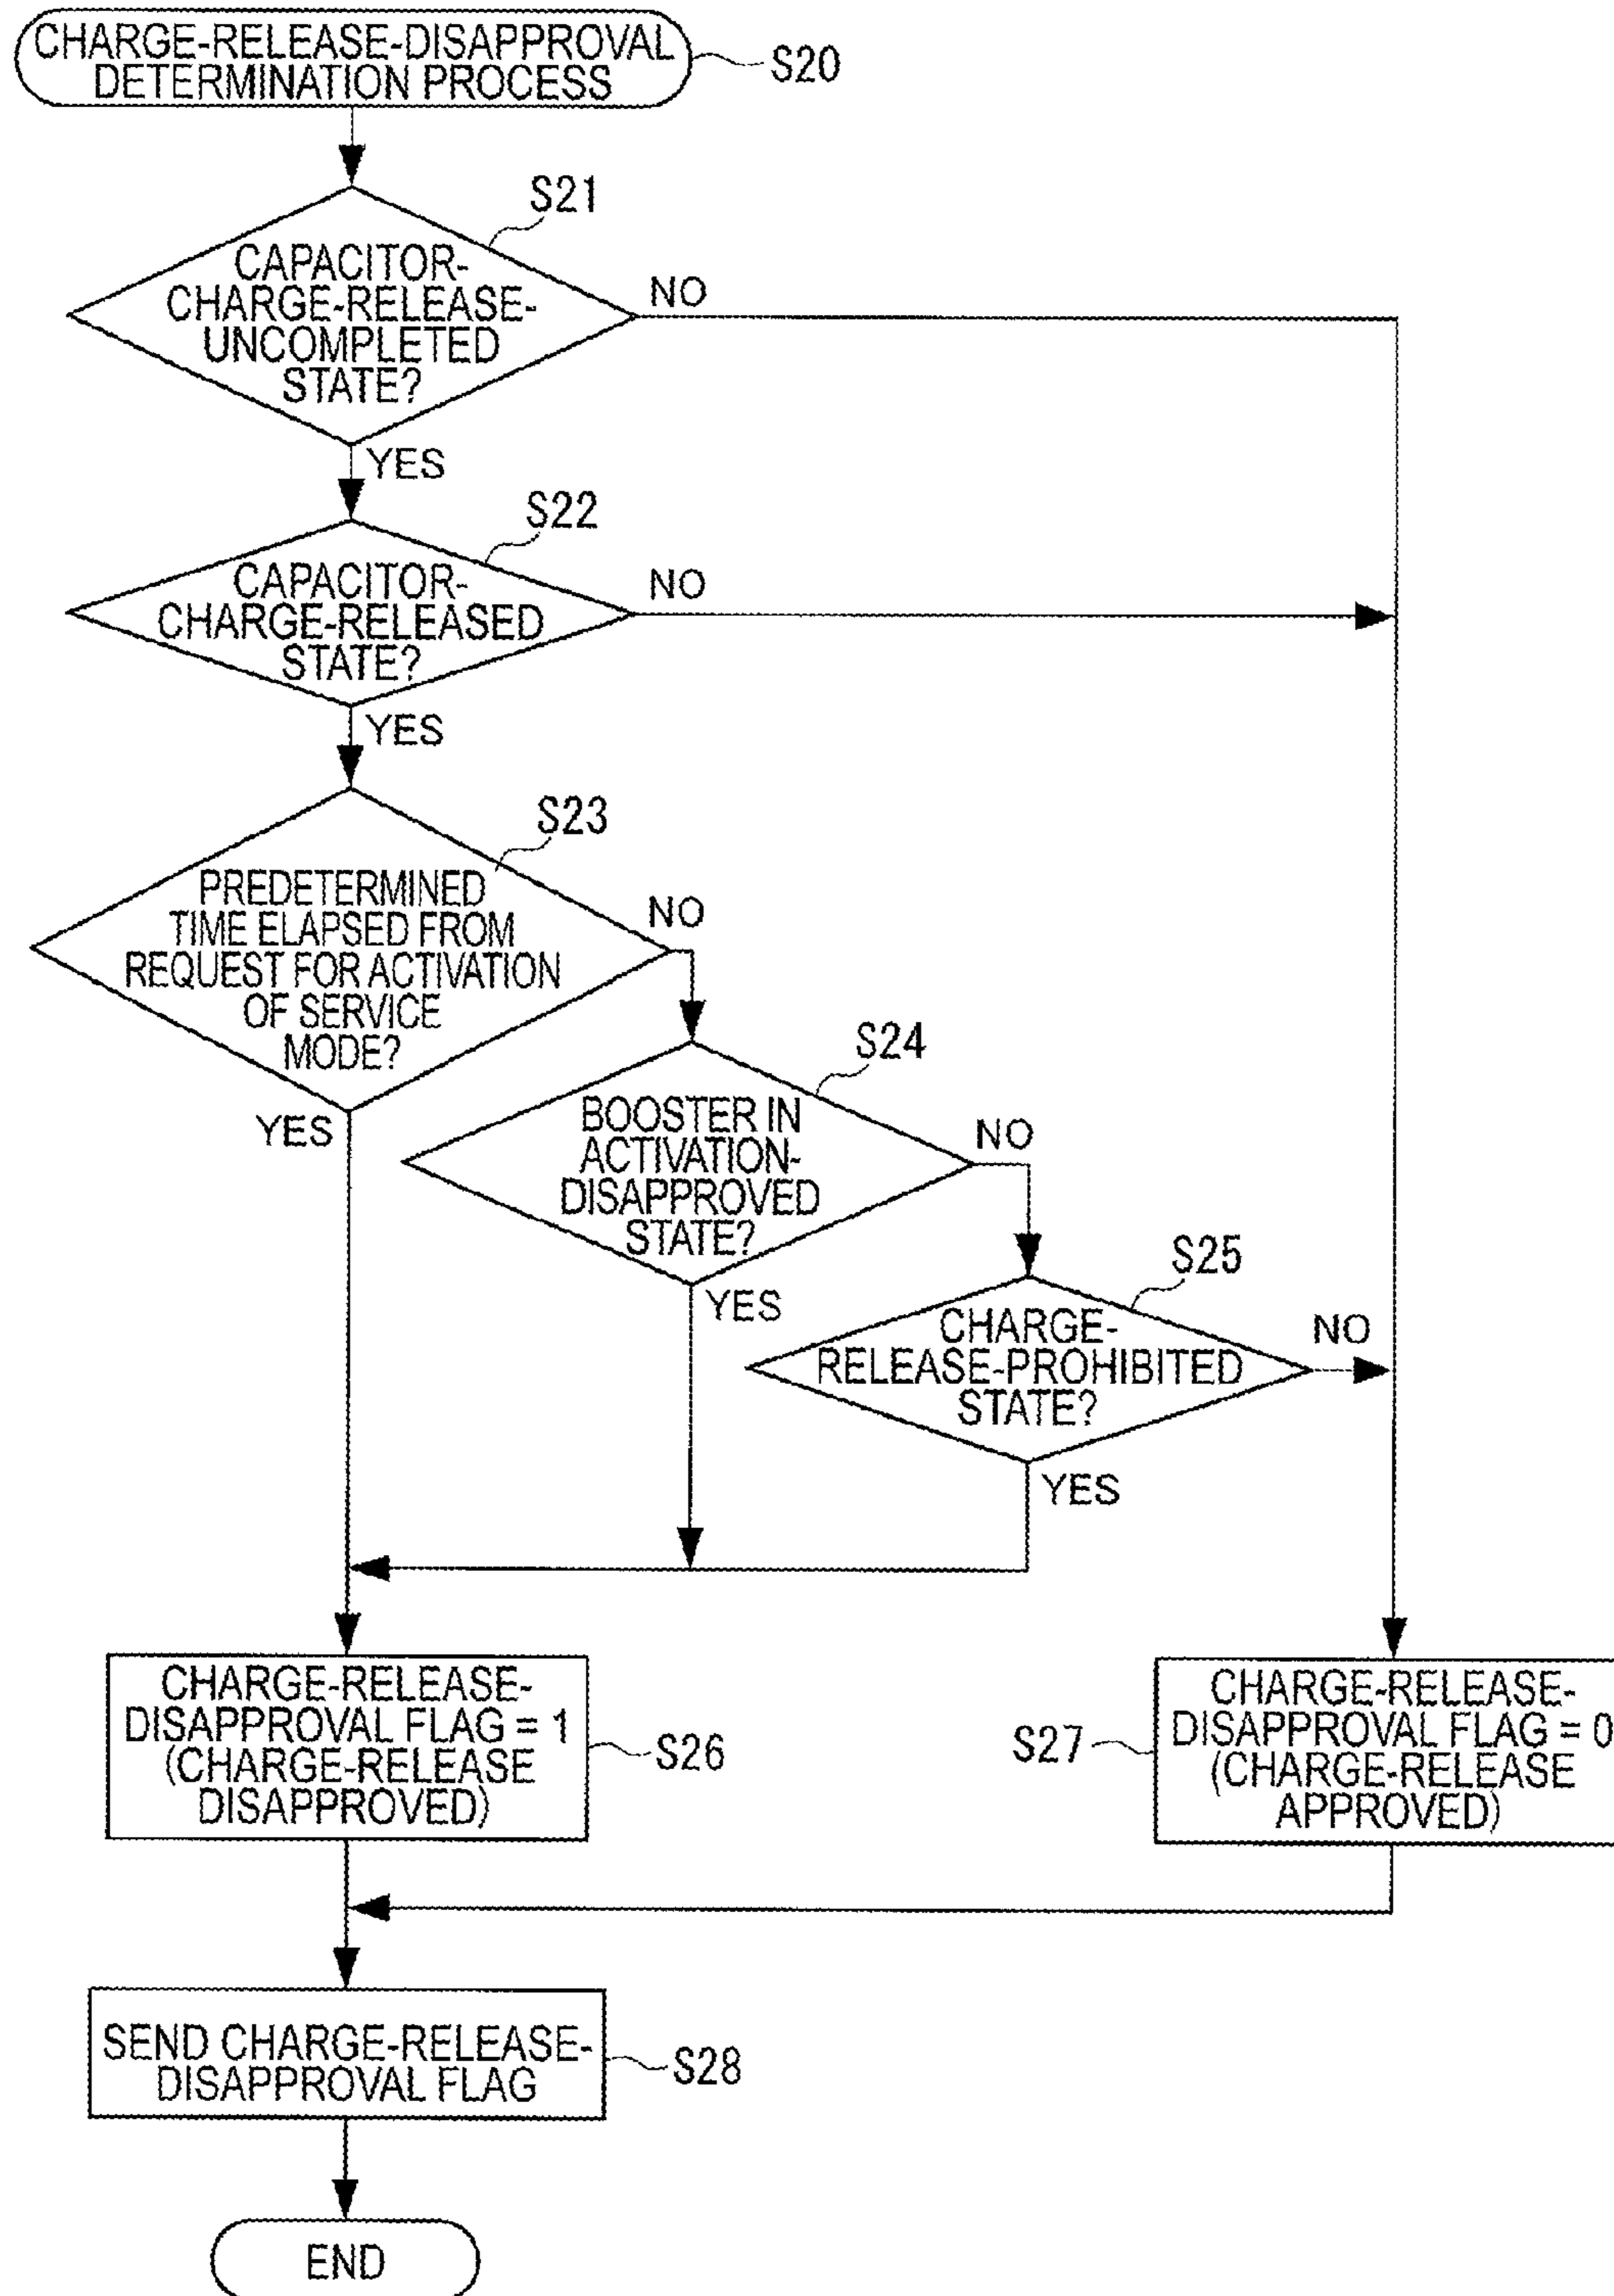 CHARGE-RELEASE-DISAPPROVAL
DETERMINATION PROCESS
S20
S21
CAPACITOR-
CHARGE-RELEASE-
UNCOMPLETED
STATE?
NO
YES
S22
CAPACITOR-
CHARGE-RELEASED
STATE?
NO
YES
S23
PREDETERMINED
TIME ELAPSED FROM
REQUEST FOR ACTIVATION
OF SERVICE
MODE?
NO
YES
S24
BOOSTER IN
ACTIVATION-
DISAPPROVED
STATE?
NO
YES
S25
CHARGE-
RELEASE-PROHIBITED
STATE?
NO
YES
CHARGE-RELEASE-
DISAPPROVAL FLAG = 1
(CHARGE-RELEASE
DISAPPROVED)
S26
S27
CHARGE-RELEASE-
DISAPPROVAL FLAG = 0
(CHARGE-RELEASE
APPROVED)
SEND CHARGE-RELEASE-
DISAPPROVAL FLAG
S28
END